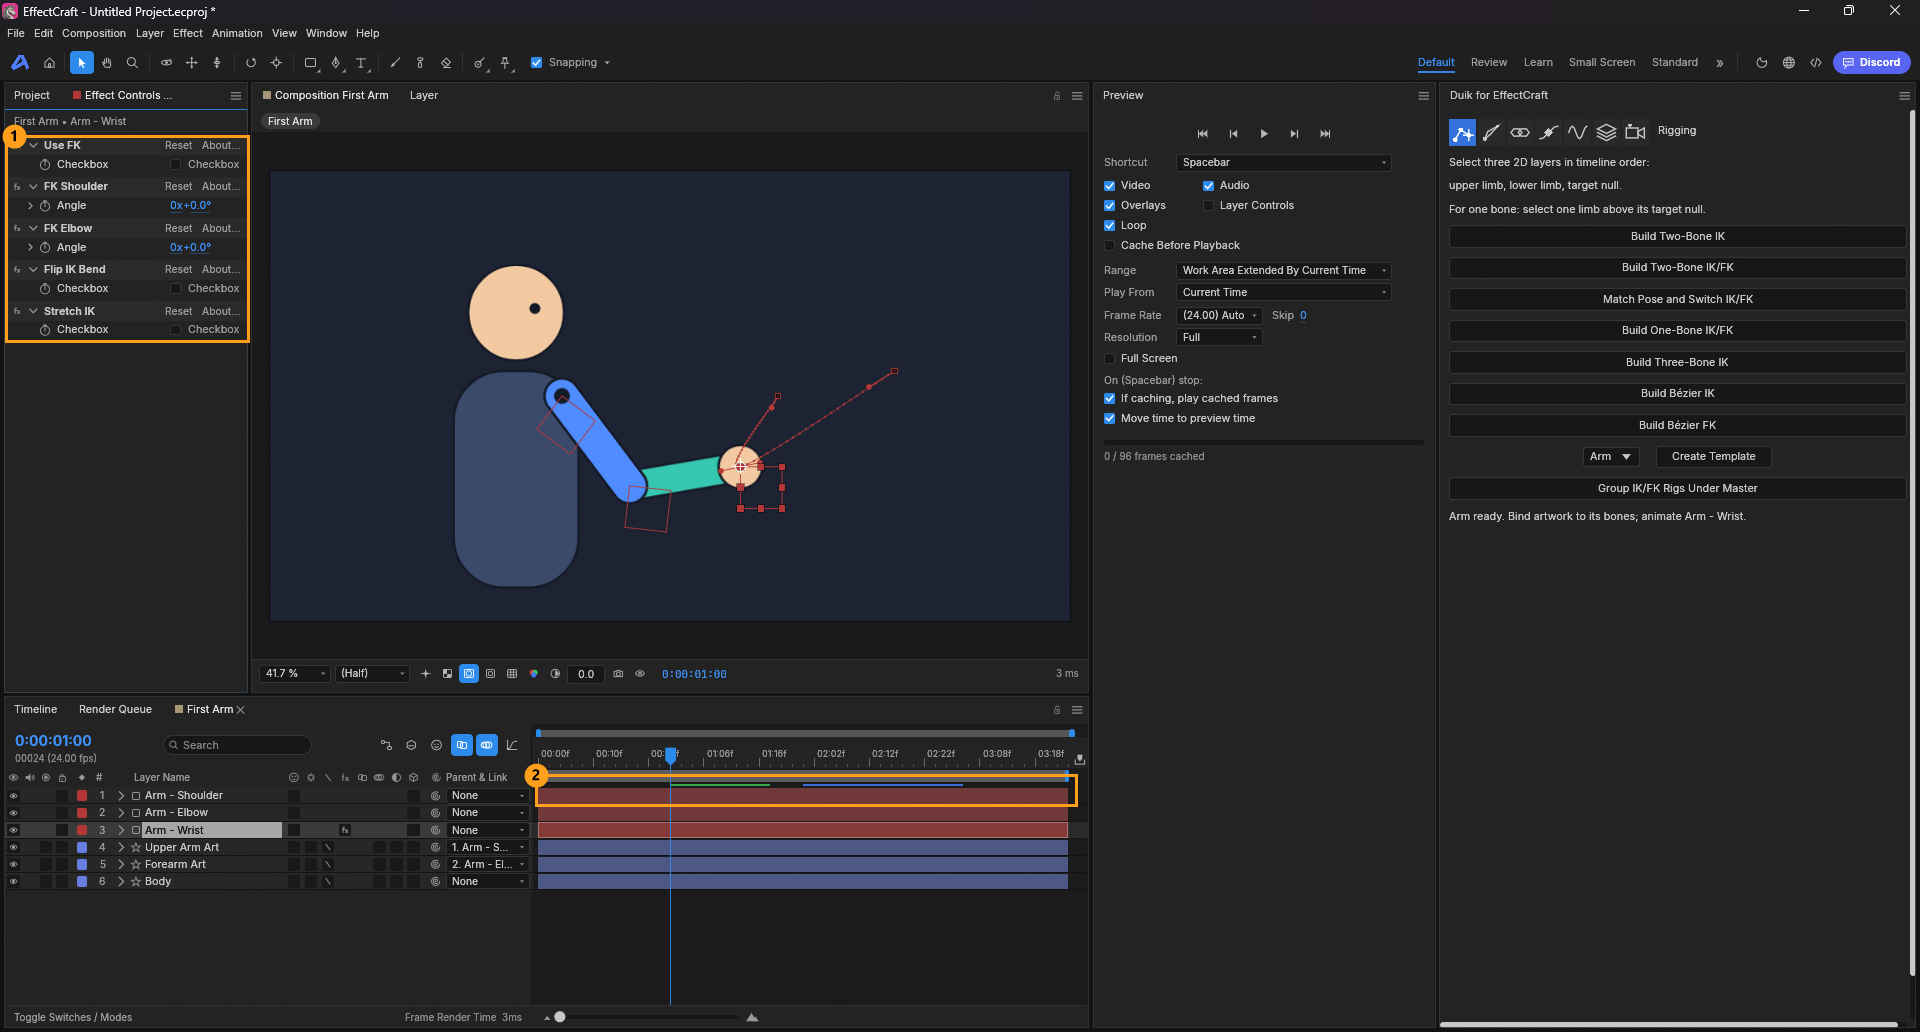 EffectCraft - Untitled Project.ecproj *
File Edit Composition Layer Effect Animation View Window Help
Snapping
Default Review Learn Small Screen Standard » Discord
Project Effect Controls ...
First Arm • Arm - Wrist
1
Use FK Reset About...
Checkbox Checkbox
fx FK Shoulder Reset About...
Angle 0x+0.0°
fx FK Elbow Reset About...
Angle 0x+0.0°
fx Flip IK Bend Reset About...
Checkbox Checkbox
fx Stretch IK Reset About...
Checkbox Checkbox
Composition First Arm Layer
First Arm
41.7 % (Half) 0.0 0:00:01:00 3 ms
Preview
Shortcut Spacebar
Video Audio
Overlays Layer Controls
Loop
Cache Before Playback
Range Work Area Extended By Current Time
Play From Current Time
Frame Rate (24.00) Auto Skip 0
Resolution Full
Full Screen
On (Spacebar) stop:
If caching, play cached frames
Move time to preview time
0 / 96 frames cached
Duik for EffectCraft
Rigging
Select three 2D layers in timeline order:
upper limb, lower limb, target null.
For one bone: select one limb above its target null.
Build Two-Bone IK
Build Two-Bone IK/FK
Match Pose and Switch IK/FK
Build One-Bone IK/FK
Build Three-Bone IK
Build Bézier IK
Build Bézier FK
Arm Create Template
Group IK/FK Rigs Under Master
Arm ready. Bind artwork to its bones; animate Arm - Wrist.
Timeline Render Queue First Arm
0:00:01:00
00024 (24.00 fps)
Search
00:00f 00:10f 01:06f 01:16f 02:02f 02:12f 02:22f 03:08f 03:18f
# Layer Name fx Parent & Link
2
1 Arm - Shoulder None
2 Arm - Elbow None
3 Arm - Wrist fx None
4 Upper Arm Art 1. Arm - S...
5 Forearm Art 2. Arm - El...
6 Body None
Toggle Switches / Modes Frame Render Time 3ms